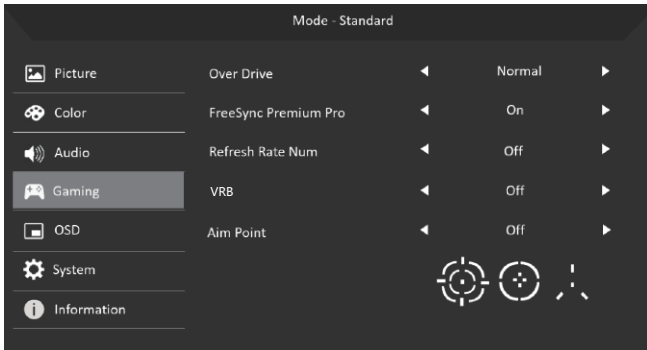 Mode - Standard
Picture
Over Drive Normal
Color
FreeSync Premium Pro On
Audio
Refresh Rate Num Off
Gaming
VRB Off
OSD
Aim Point Off
System
Information